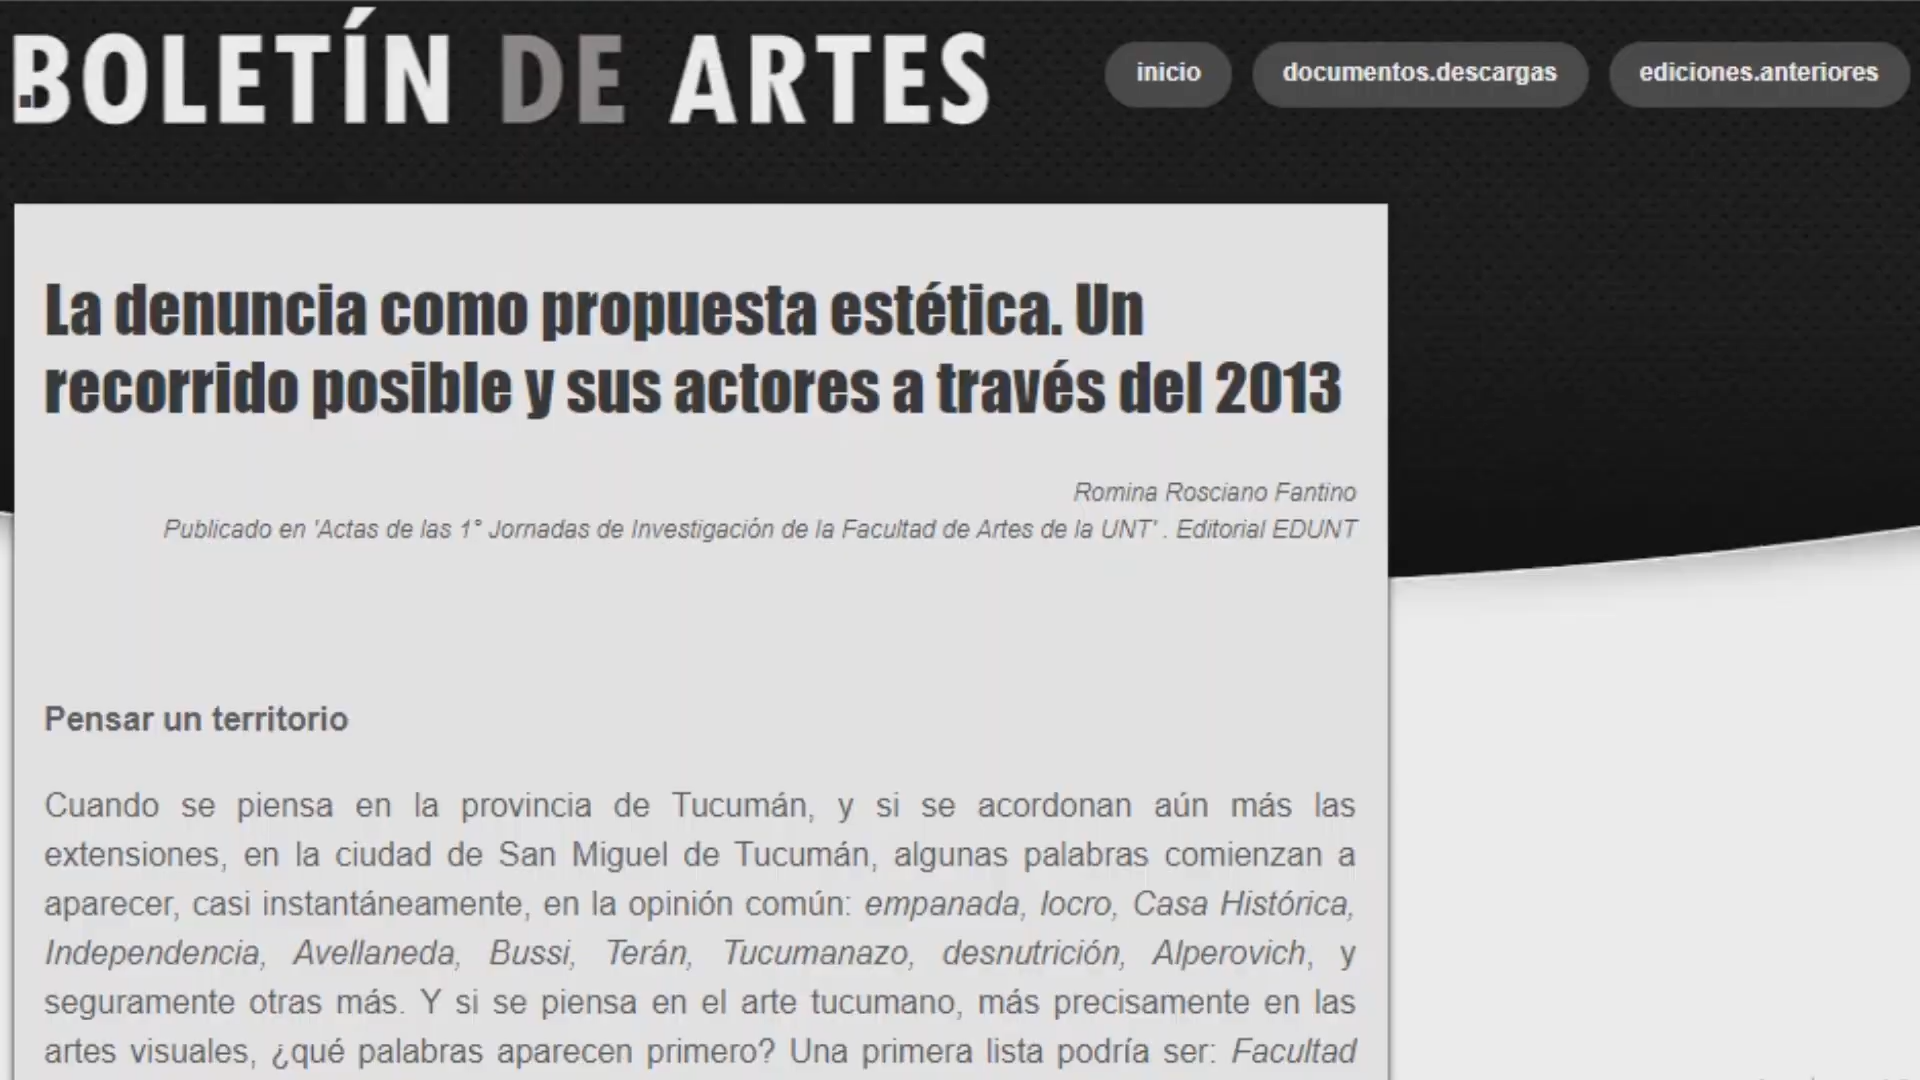 BOLETÍN DE ARTES
inicio
documentos.descargas
ediciones.anteriores
La denuncia como propuesta estética. Un
recorrido posible y sus actores a través del 2013
Romina Rosciano Fantino
Publicado en 'Actas de las 1° Jornadas de Investigación de la Facultad de Artes de la UNT' . Editorial EDUNT
Pensar un territorio
Cuando se piensa en la provincia de Tucumán, y si se acordonan aún más las
extensiones, en la ciudad de San Miguel de Tucumán, algunas palabras comienzan a
aparecer, casi instantáneamente, en la opinión común: empanada, locro, Casa Histórica,
Independencia, Avellaneda, Bussi, Terán, Tucumanazo, desnutrición, Alperovich, y
seguramente otras más. Y si se piensa en el arte tucumano, más precisamente en las
artes visuales, ¿qué palabras aparecen primero? Una primera lista podría ser: Facultad